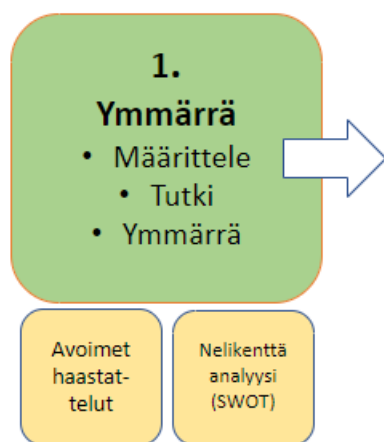 1.
Ymmärrä
• Määrittele
• Tutki
• Ymmärrä
Avoimet
haastat-
telut
Nelikenttä
analyysi
(SWOT)